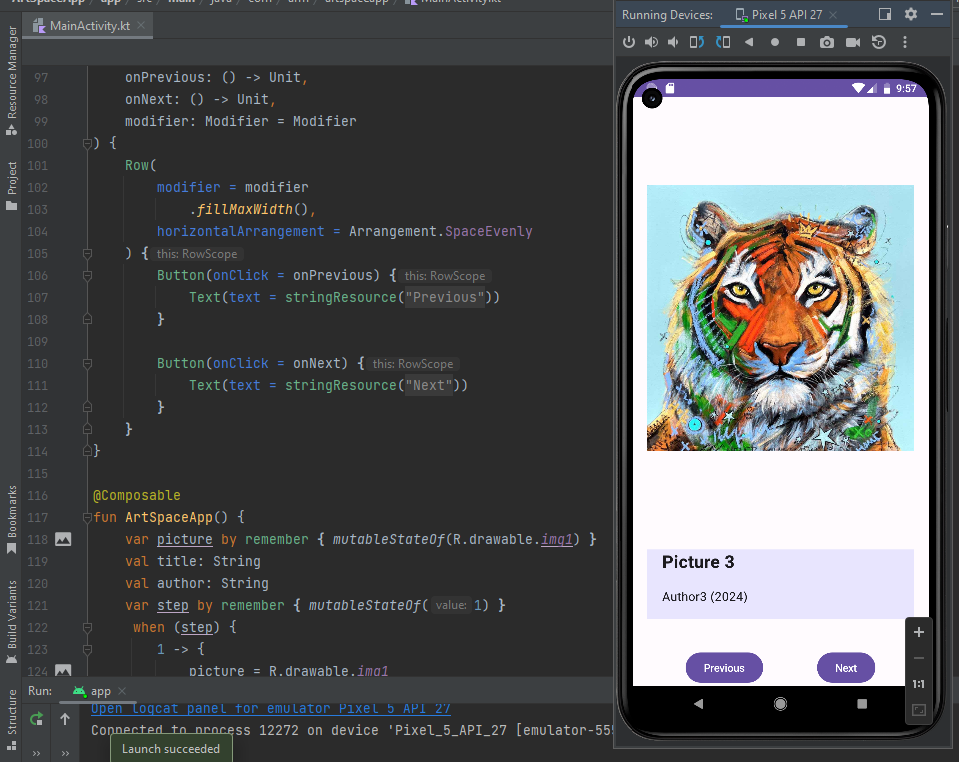 ArtSpaceApp › app › src › main › java › com › arm › artspaceapp › MainActivity.kt
MainActivity.kt
Resource Manager
Project
Bookmarks
Build Variants
Structure
97 onPrevious: () -> Unit,
98 onNext: () -> Unit,
99 modifier: Modifier = Modifier
100 ) {
101 Row(
102 modifier = modifier
103 .fillMaxWidth(),
104 horizontalArrangement = Arrangement.SpaceEvenly
105 ) { this: RowScope
106 Button(onClick = onPrevious) { this: RowScope
107 Text(text = stringResource("Previous"))
108 }
109
110 Button(onClick = onNext) { this: RowScope
111 Text(text = stringResource("Next"))
112 }
113 }
114 }
115
116 @Composable
117 fun ArtSpaceApp() {
118 var picture by remember { mutableStateOf(R.drawable.img1) }
119 val title: String
120 val author: String
121 var step by remember { mutableStateOf( value: 1) }
122 when (step) {
123 1 -> {
124 picture = R.drawable.img1
Run: app
Open logcat panel for emulator Pixel 5 API 27
Connected to process 12272 on device 'Pixel_5_API_27 [emulator-555
Launch succeeded
Running Devices: Pixel 5 API 27
9:57
Picture 3
Author3 (2024)
Previous Next
1:1